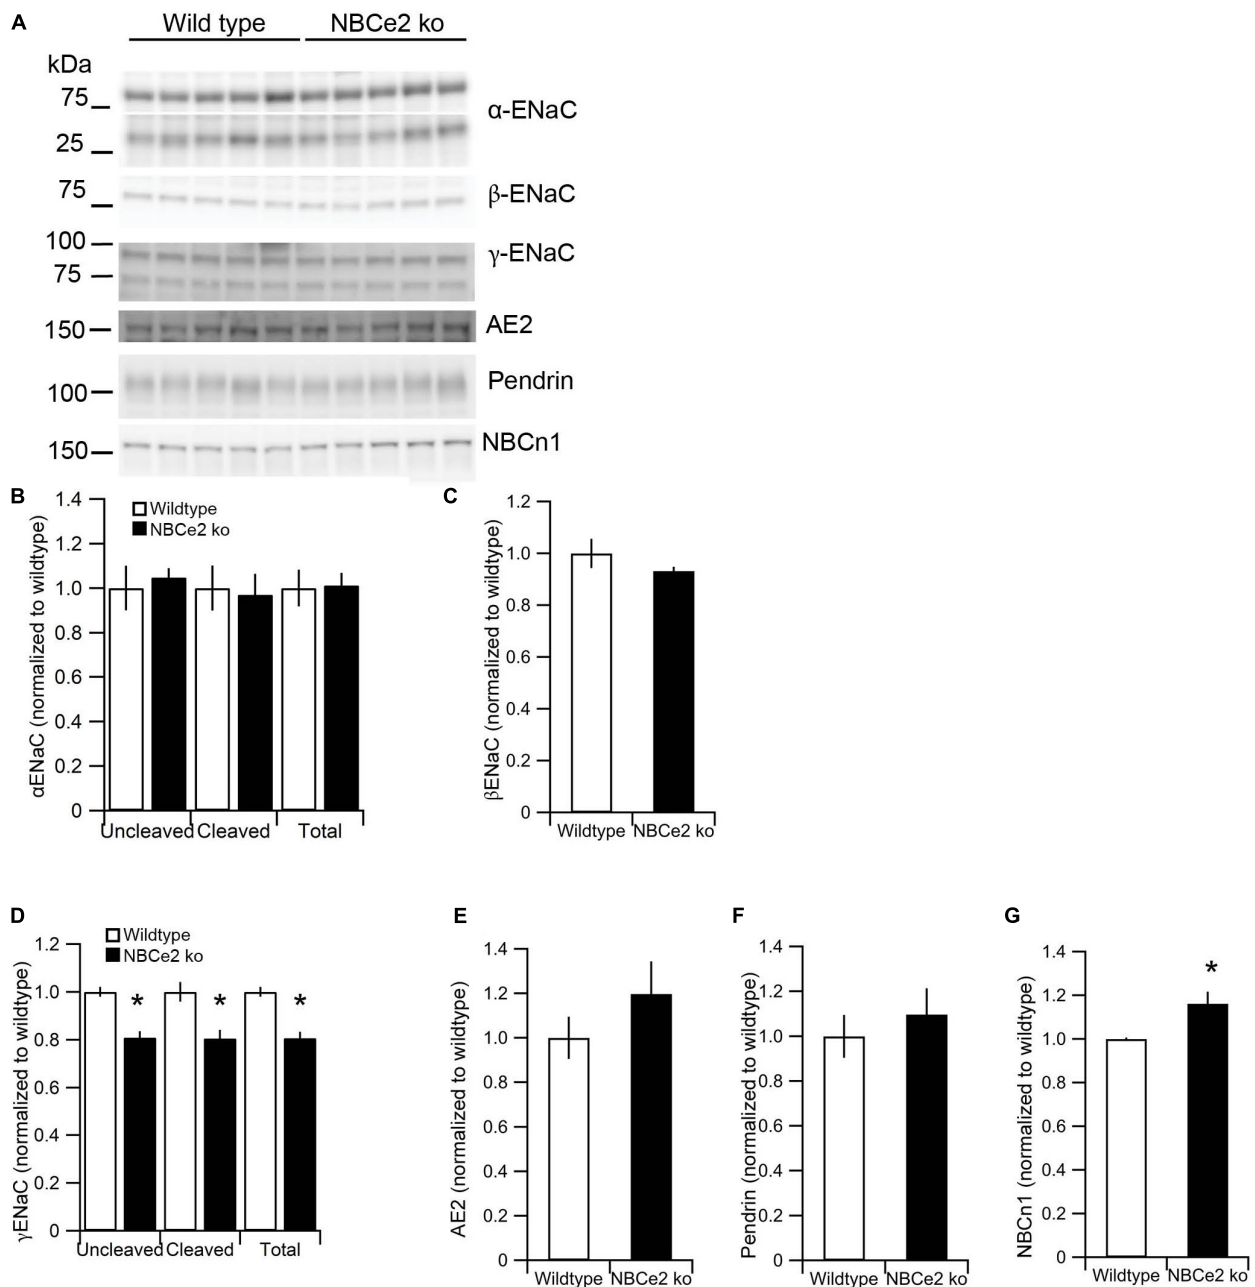 A
Wild type NBCe2 ko
kDa
75
α-ENaC
25
75
β-ENaC
100
γ-ENaC
75
150
AE2
100
Pendrin
150
NBCn1
B
αENaC (normalized to wildtype)
1.4
1.2
1.0
0.8
0.6
0.4
0.2
0
Wildtype
NBCe2 ko
Uncleaved Cleaved Total
C
βENaC (normalized to wildtype)
1.2
1.0
0.8
0.6
0.4
0.2
0
Wildtype NBCe2 ko
D
γENaC (normalized to wildtype)
1.2
1.0
0.8
0.6
0.4
0.2
0
Wildtype
NBCe2 ko
* * *
Uncleaved Cleaved Total
E
AE2 (normalized to wildtype)
1.4
1.2
1.0
0.8
0.6
0.4
0.2
0
Wildtype NBCe2 ko
F
Pendrin (normalized to wildtype)
1.4
1.2
1.0
0.8
0.6
0.4
0.2
0
Wildtype NBCe2 ko
G
NBCn1 (normalized to wildtype)
1.4
1.2
1.0
0.8
0.6
0.4
0.2
0
*
Wildtype NBCe2 ko